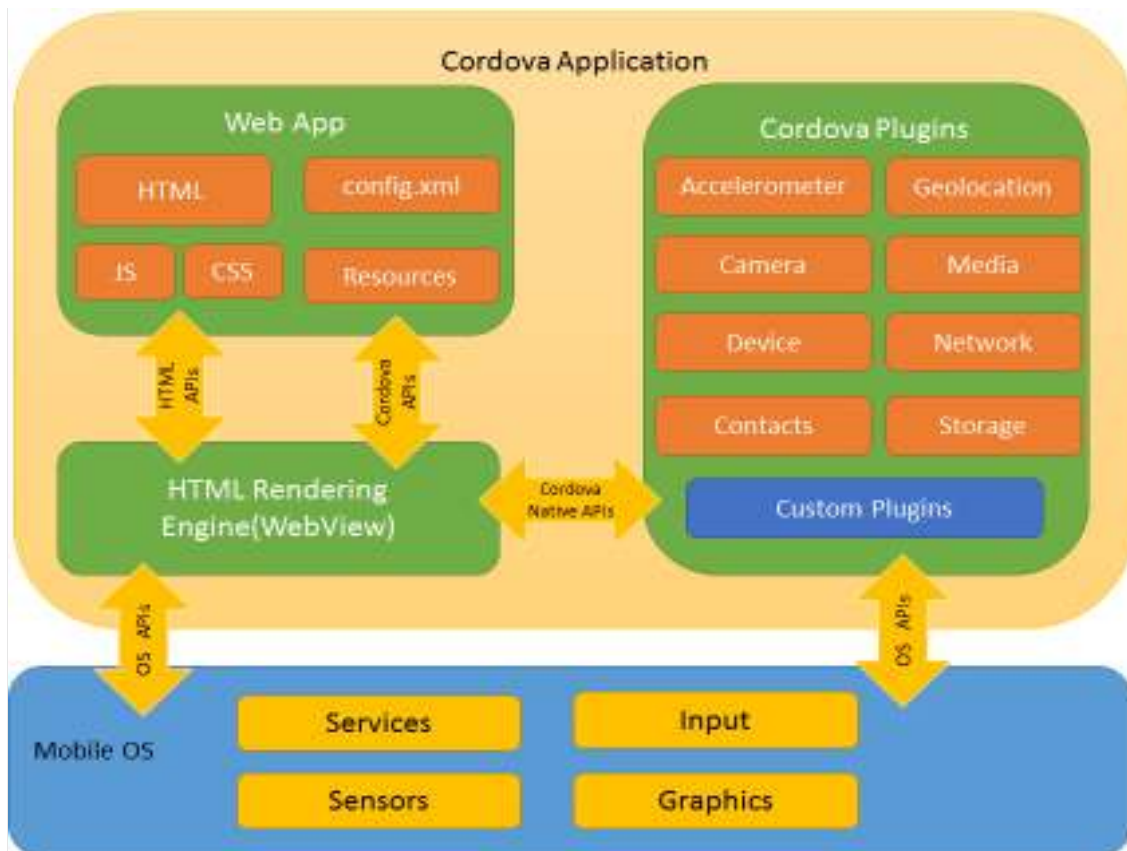 Cordova Application
Web App
HTML
config.xml
JS
CSS
Resources
HTML
APIs
Cordova
APIs
HTML Rendering
Engine(WebView)
Cordova
Native APIs
Cordova Plugins
Accelerometer
Geolocation
Camera
Media
Device
Network
Contacts
Storage
Custom Plugins
OS APIs
OS APIs
Mobile OS
Services
Input
Sensors
Graphics